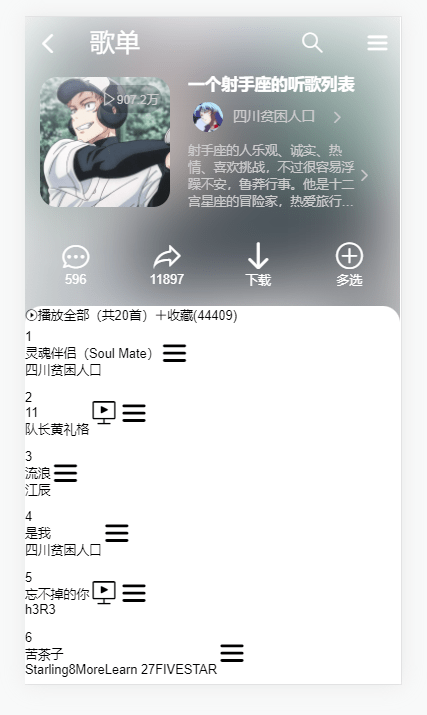 歌单
907.2万
一个射手座的听歌列表
四川贫困人口
射手座的人乐观、诚实、热
情、喜欢挑战，不过很容易浮
躁不安，鲁莽行事。他是十二
宫星座的冒险家，热爱旅行...
596 11897 下载 多选
播放全部（共20首）＋收藏(44409)
1
灵魂伴侣（Soul Mate）
四川贫困人口
2
11
队长黄礼格
3
流浪
江辰
4
是我
四川贫困人口
5
忘不掉的你
h3R3
6
苦茶子
Starling8MoreLearn 27FIVESTAR